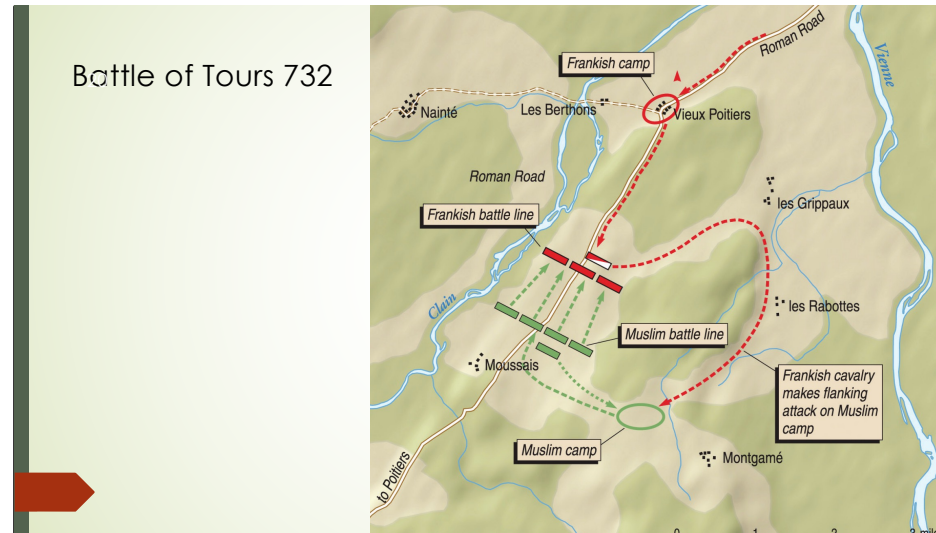 Battle of Tours 732
Roman Road
Vienne
Frankish camp
Nainté
Les Berthons
Vieux Poitiers
Roman Road
les Grippaux
Frankish battle line
Clain
les Rabottes
Muslim battle line
Moussais
Frankish cavalry
makes flanking
attack on Muslim
camp
Muslim camp
Montgamé
to Poitiers
0 1 2 3